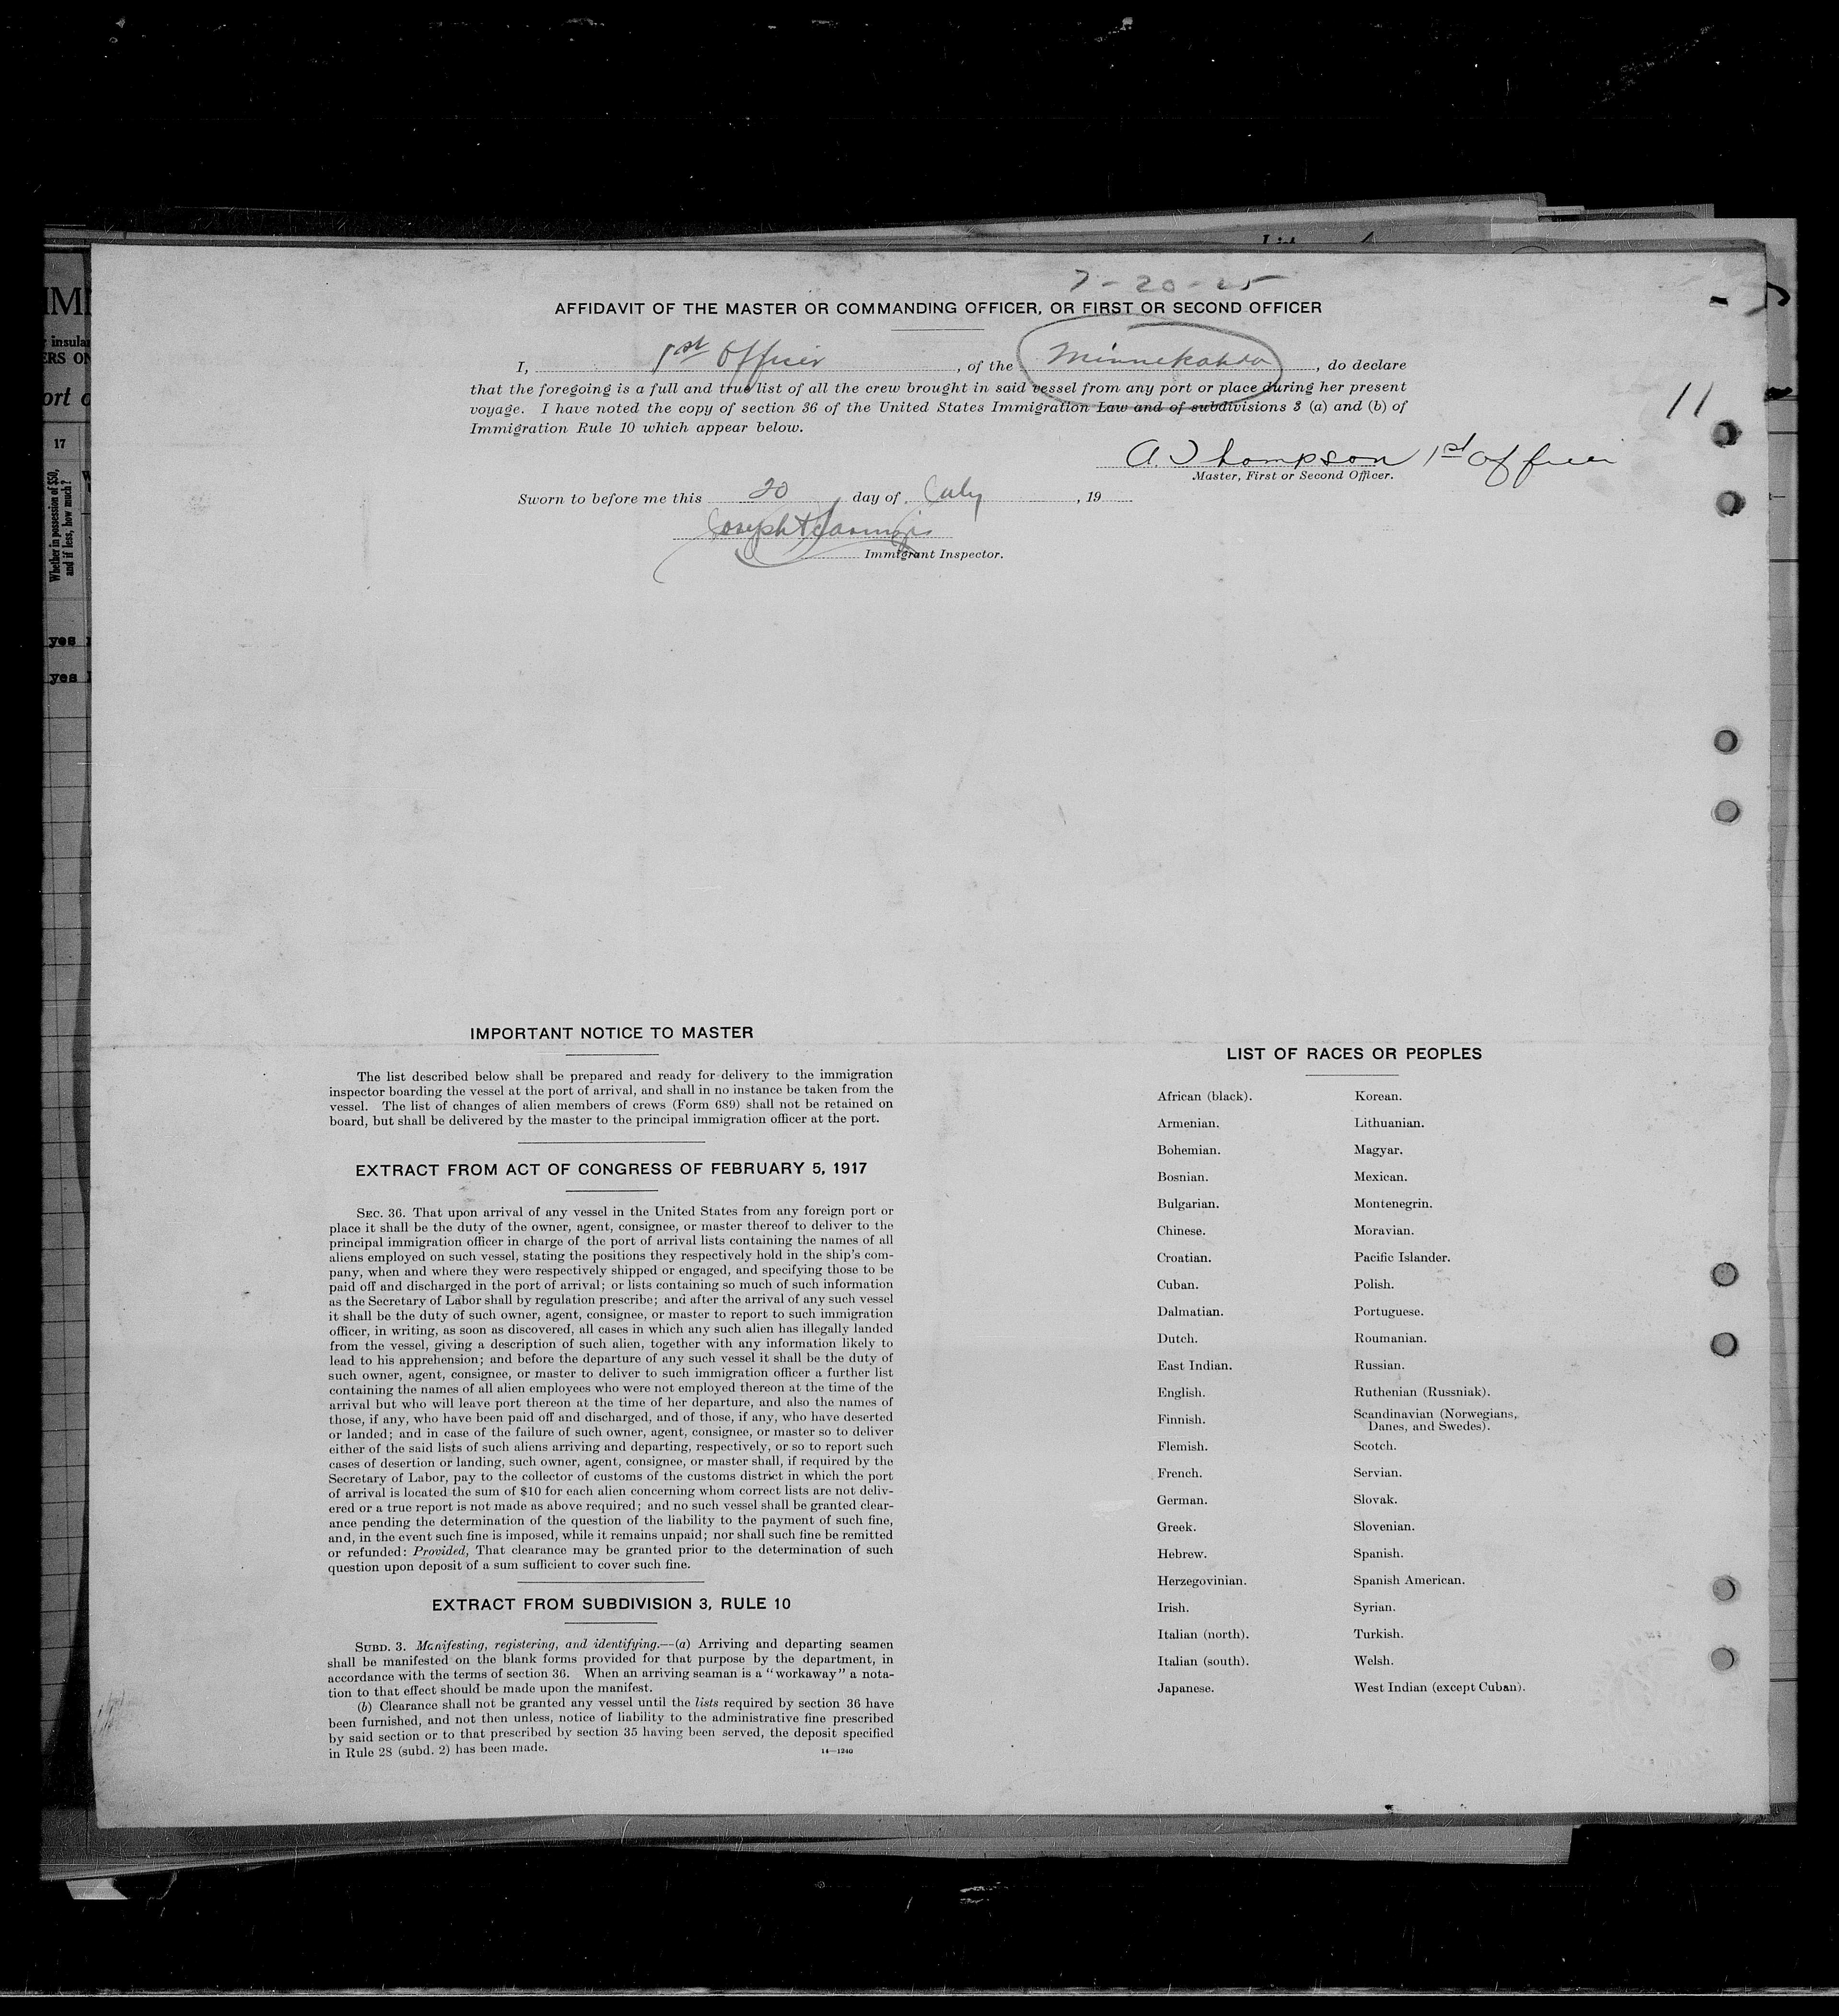 7-20-25
AFFIDAVIT OF THE MASTER OR COMMANDING OFFICER, OR FIRST OR SECOND OFFICER
I, 1st Officer, of the Minnekahda, do declare
that the foregoing is a full and true list of all the crew brought in said vessel from any port or place during her present
voyage. I have noted the copy of section 36 of the United States Immigration Law and of subdivisions 3 (a) and (b) of
Immigration Rule 10 which appear below.
11
A. Thompson 1st Officer
Master, First or Second Officer.
Sworn to before me this 20 day of July, 19
Joseph
Immigrant Inspector.
IMPORTANT NOTICE TO MASTER
The list described below shall be prepared and ready for delivery to the immigration
inspector boarding the vessel at the port of arrival, and shall in no instance be taken from the
vessel. The list of changes of alien members of crews (Form 689) shall not be retained on
board, but shall be delivered by the master to the principal immigration officer at the port.
EXTRACT FROM ACT OF CONGRESS OF FEBRUARY 5, 1917
SEC. 36. That upon arrival of any vessel in the United States from any foreign port or
place it shall be the duty of the owner, agent, consignee, or master thereof to deliver to the
principal immigration officer in charge of the port of arrival lists containing the names of all
aliens employed on such vessel, stating the positions they respectively hold in the ship's com-
pany, when and where they were respectively shipped or engaged, and specifying those to be
paid off and discharged in the port of arrival; or lists containing so much of such information
as the Secretary of Labor shall by regulation prescribe; and after the arrival of any such vessel
it shall be the duty of such owner, agent, consignee, or master to report to such immigration
officer, in writing, as soon as discovered, all cases in which any such alien has illegally landed
from the vessel, giving a description of such alien, together with any information likely to
lead to his apprehension; and before the departure of any such vessel it shall be the duty of
such owner, agent, consignee, or master to deliver to such immigration officer a further list
containing the names of all alien employees who were not employed thereon at the time of the
arrival but who will leave port thereon at the time of her departure, and also the names of
those, if any, who have been paid off and discharged, and of those, if any, who have deserted
or landed; and in case of the failure of such owner, agent, consignee, or master so to deliver
either of the said lists of such aliens arriving and departing, respectively, or so to report such
cases of desertion or landing, such owner, agent, consignee, or master shall, if required by the
Secretary of Labor, pay to the collector of customs of the customs district in which the port
of arrival is located the sum of $10 for each alien concerning whom correct lists are not deliv-
ered or a true report is not made as above required; and no such vessel shall be granted clear-
ance pending the determination of the question of the liability to the payment of such fine,
and, in the event such fine is imposed, while it remains unpaid; nor shall such fine be remitted
or refunded: Provided, That clearance may be granted prior to the determination of such
question upon deposit of a sum sufficient to cover such fine.
EXTRACT FROM SUBDIVISION 3, RULE 10
SUBD. 3. Manifesting, registering, and identifying.—(a) Arriving and departing seamen
shall be manifested on the blank forms provided for that purpose by the department, in
accordance with the terms of section 36. When an arriving seaman is a "workaway" a nota-
tion to that effect should be made upon the manifest.
(b) Clearance shall not be granted any vessel until the lists required by section 36 have
been furnished, and not then unless, notice of liability to the administrative fine prescribed
by said section or to that prescribed by section 35 having been served, the deposit specified
in Rule 28 (subd. 2) has been made.
14—1240
LIST OF RACES OR PEOPLES
African (black). Korean.
Armenian. Lithuanian.
Bohemian. Magyar.
Bosnian. Mexican.
Bulgarian. Montenegrin.
Chinese. Moravian.
Croatian. Pacific Islander.
Cuban. Polish.
Dalmatian. Portuguese.
Dutch. Roumanian.
East Indian. Russian.
English. Ruthenian (Russniak).
Finnish. Scandinavian (Norwegians,
Danes, and Swedes).
Flemish. Scotch.
French. Servian.
German. Slovak.
Greek. Slovenian.
Hebrew. Spanish.
Herzegovinian. Spanish American.
Irish. Syrian.
Italian (north). Turkish.
Italian (south). Welsh.
Japanese. West Indian (except Cuban).
17
Whether in possession of $50,
and if less, how much?
yes
yes